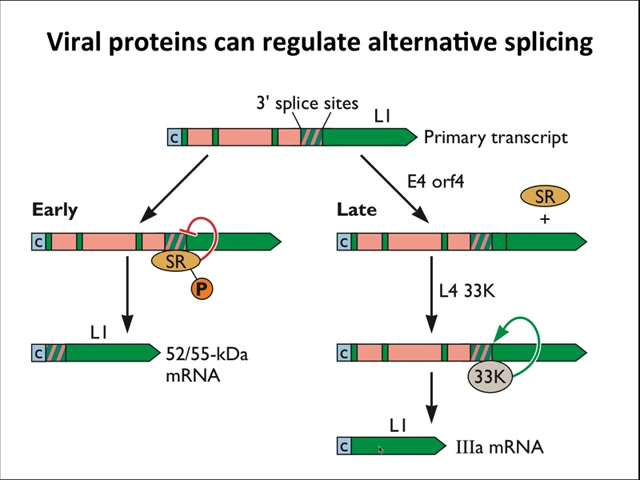 Viral proteins can regulate alternative splicing
3' splice sites
L1
C
Primary transcript
E4 orf4
SR
+
Early
Late
C
SR
P
C
L4 33K
L1
C
52/55-kDa
mRNA
C
33K
L1
C
IIIa mRNA